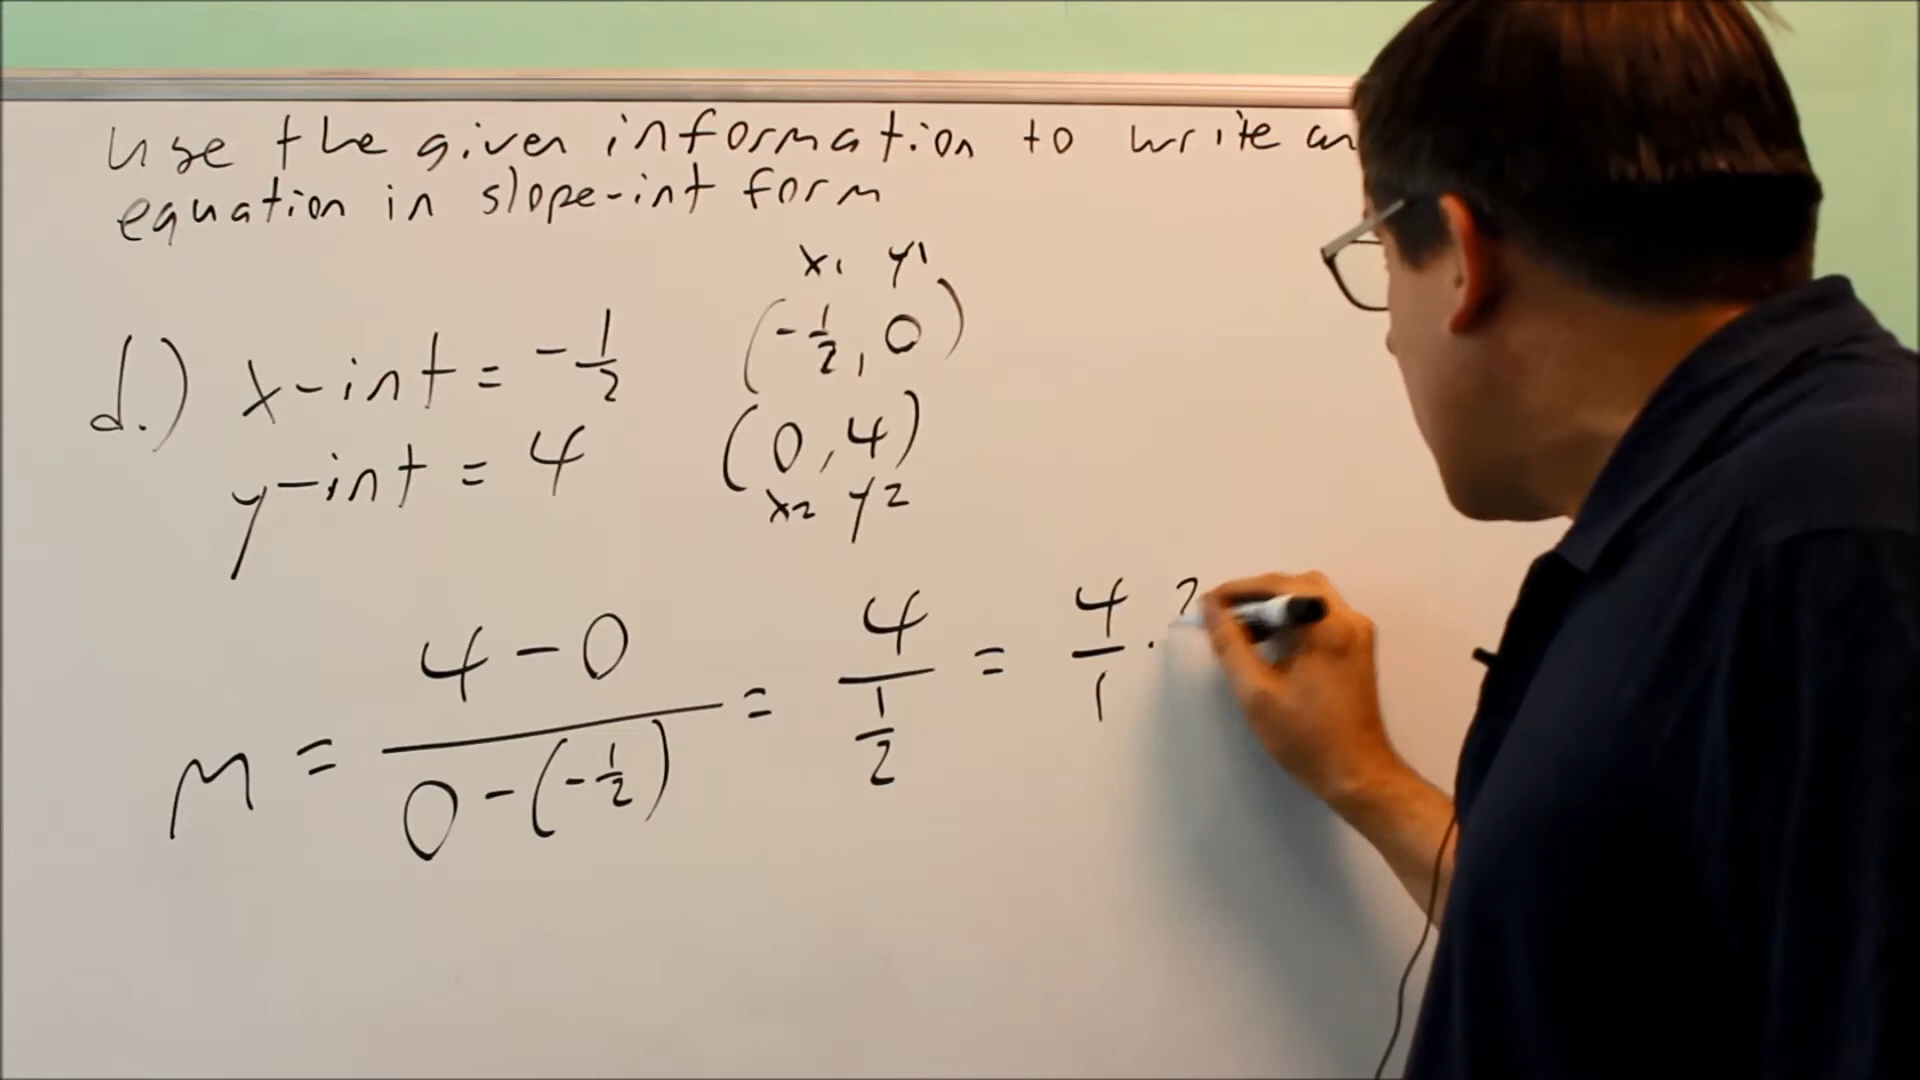 use the given information to write an
equation in slope-int form
x₁ y₁
d.) x-int = -1/2 (-1/2, 0)
y-int = 4 (0, 4)
x₂ y₂
m = (4 - 0)/(0 - (-1/2)) = 4/(1/2) = 4/1 · 2